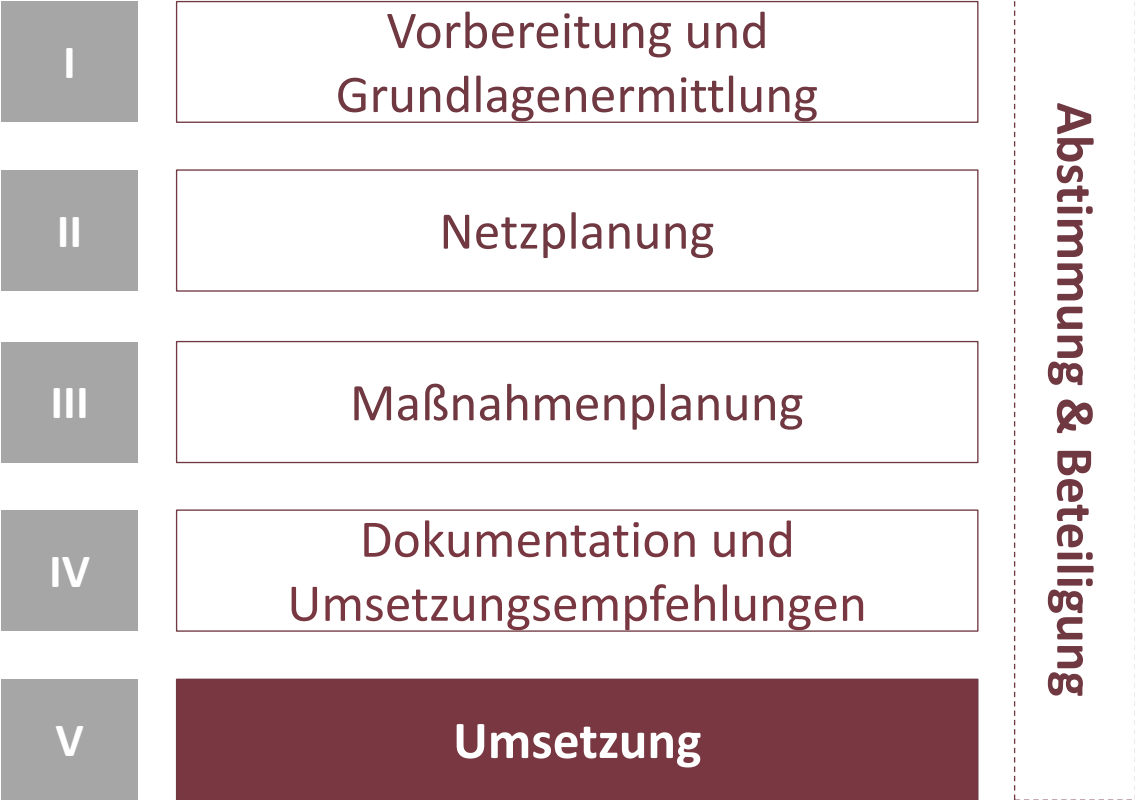 I
Vorbereitung und
Grundlagenermittlung
II
Netzplanung
III
Maßnahmenplanung
IV
Dokumentation und
Umsetzungsempfehlungen
V
Umsetzung
Abstimmung & Beteiligung